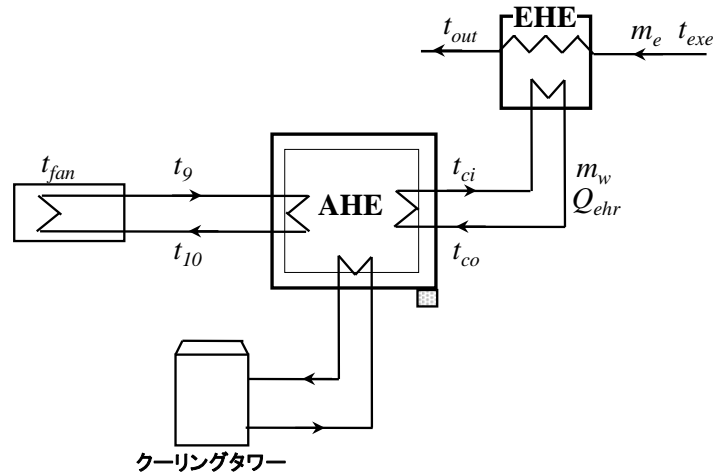 EHE
t_out
m_e
t_exe
t_fan
t_9
t_ci
m_w
AHE
Q_ehr
t_10
t_co
クーリングタワー